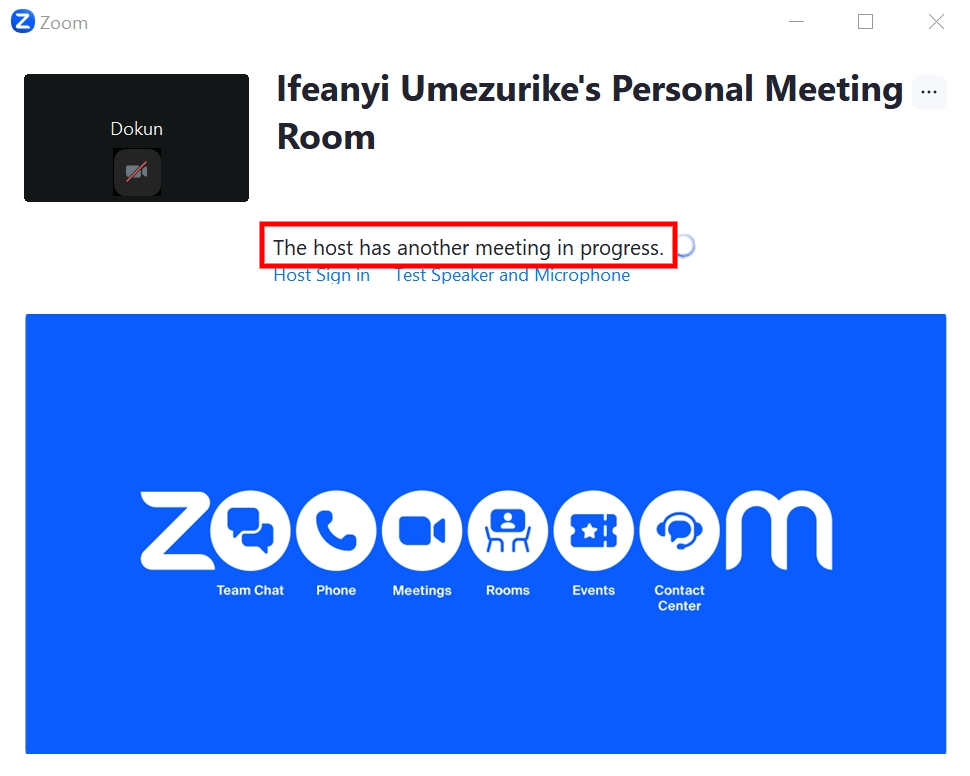 Zoom
Dokun
Ifeanyi Umezurike's Personal Meeting
Room
...
The host has another meeting in progress.
Host Sign in Test Speaker and Microphone
zoooooom
Team Chat Phone Meetings Rooms Events Contact
Center